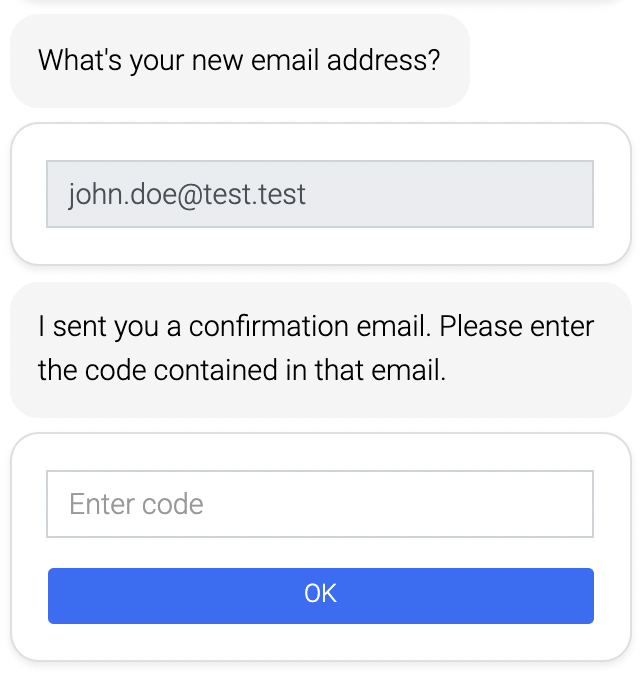 What's your new email address?
john.doe@test.test
I sent you a confirmation email. Please enter
the code contained in that email.
Enter code
OK